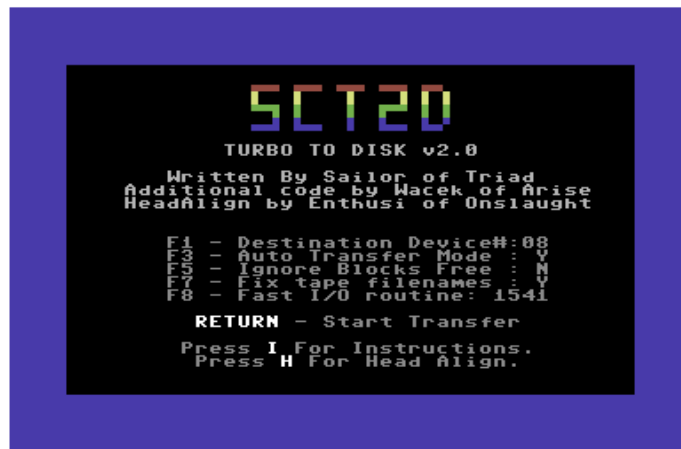 SCT2D
TURBO TO DISK v2.0
Written By Sailor of Triad
Additional code by Wacek of Arise
HeadAlign by Enthusi of Onslaught
F1 - Destination Device#:08
F3 - Auto Transfer Mode : Y
F5 - Ignore Blocks Free : N
F7 - Fix tape filenames : Y
F8 - Fast I/O routine: 1541
RETURN - Start Transfer
Press I For Instructions.
Press H For Head Align.